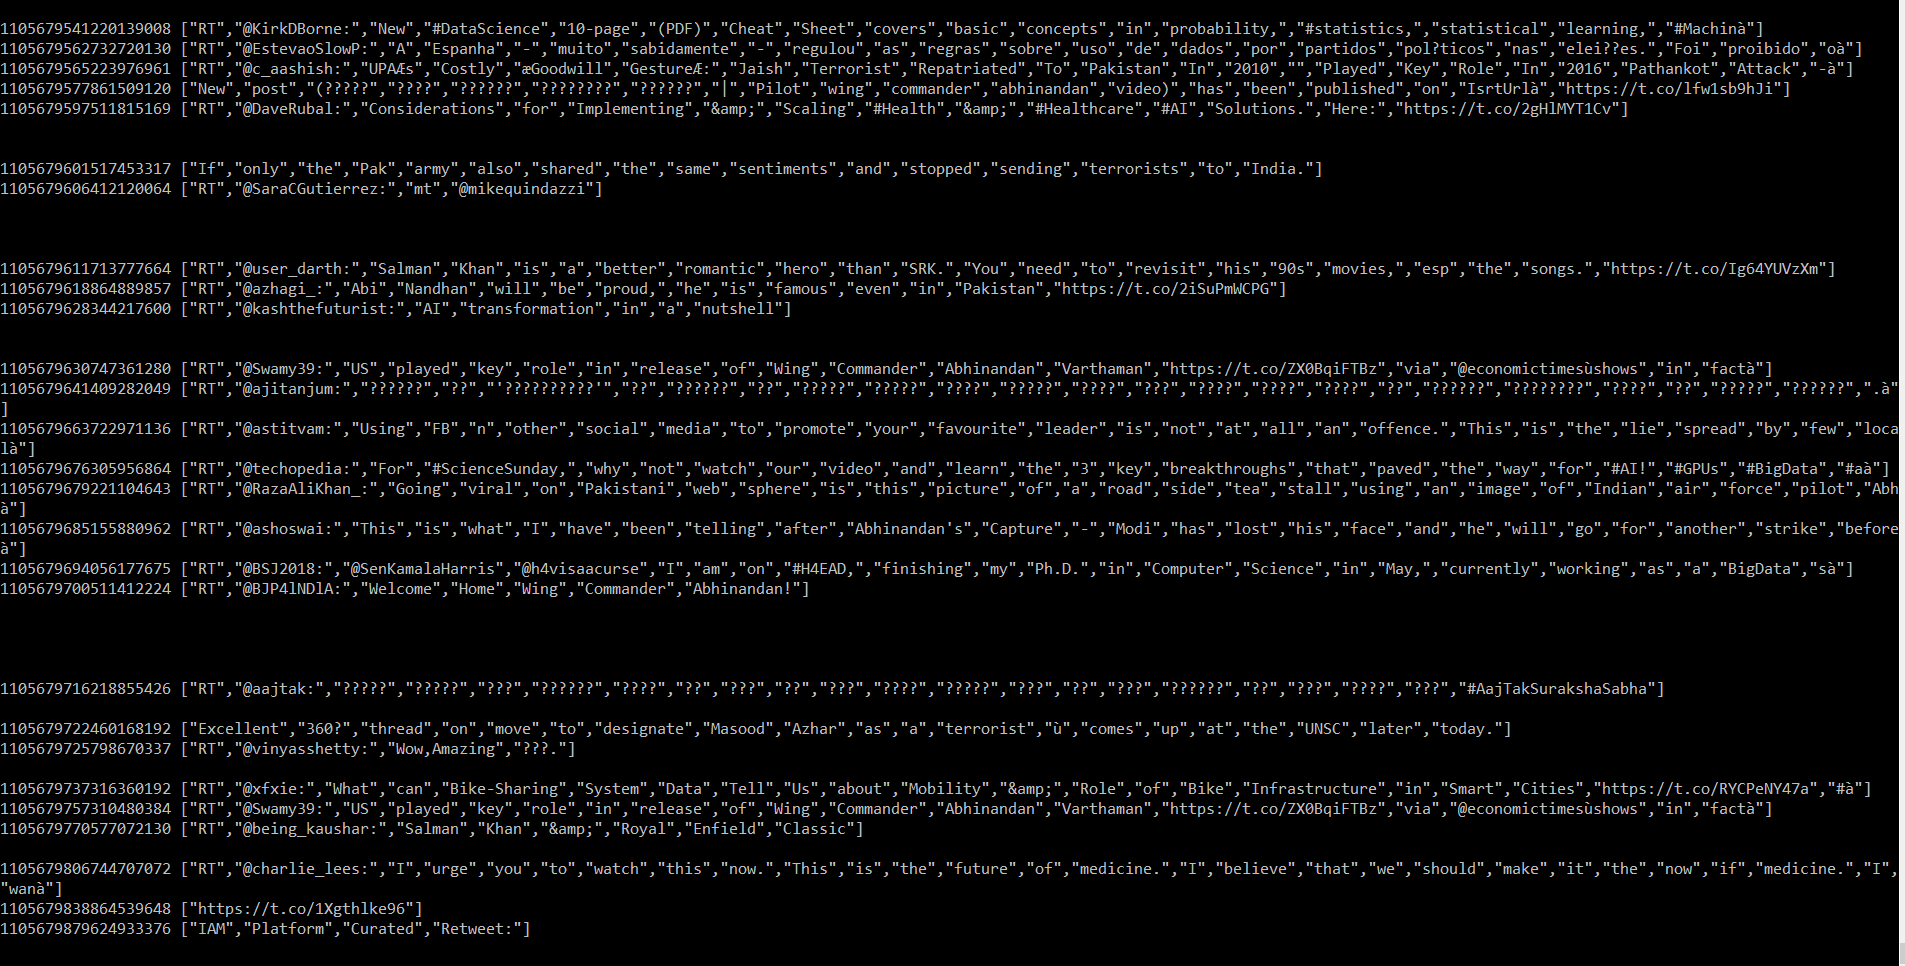 1105679541220139008 ["RT","@KirkDBorne:","New","#DataScience","10-page","(PDF)","Cheat","Sheet","covers","basic","concepts","in","probability,","#statistics,","statistical","learning,","#Machinà"]
1105679562732720130 ["RT","@EstevaoSlowP:","A","Espanha","-","muito","sabidamente","-","regulou","as","regras","sobre","uso","de","dados","por","partidos","pol?ticos","nas","elei??es.","Foi","proibido","oà"]
1105679565223976961 ["RT","@c_aashish:","UPAÆs","Costly","æGoodwill","GestureÆ:","Jaish","Terrorist","Repatriated","To","Pakistan","In","2010","","Played","Key","Role","In","2016","Pathankot","Attack","-à"]
1105679577861509120 ["New","post","(?????","????","??????","????????","??????","|","Pilot","wing","commander","abhinandan","video)","has","been","published","on","IsrtUrlà","https://t.co/lfw1sb9hJi"]
1105679597511815169 ["RT","@DaveRubal:","Considerations","for","Implementing","&amp;","Scaling","#Health","&amp;","#Healthcare","#AI","Solutions.","Here:","https://t.co/2gHlMYT1Cv"]
1105679601517453317 ["If","only","the","Pak","army","also","shared","the","same","sentiments","and","stopped","sending","terrorists","to","India."]
1105679606412120064 ["RT","@SaraCGutierrez:","mt","@mikequindazzi"]
1105679611713777664 ["RT","@user_darth:","Salman","Khan","is","a","better","romantic","hero","than","SRK.","You","need","to","revisit","his","90s","movies,","esp","the","songs.","https://t.co/Ig64YUVzXm"]
1105679618864889857 ["RT","@azhagi_:","Abi","Nandhan","will","be","proud,","he","is","famous","even","in","Pakistan","https://t.co/2iSuPmWCPG"]
1105679628344217600 ["RT","@kashthefuturist:","AI","transformation","in","a","nutshell"]
1105679630747361280 ["RT","@Swamy39:","US","played","key","role","in","release","of","Wing","Commander","Abhinandan","Varthaman","https://t.co/ZX0BqiFTBz","via","@economictimesùshows","in","factà"]
1105679641409282049 ["RT","@ajitanjum:","??????","??","'??????????'","??","??????","??","?????","?????","????","?????","????","???","????","????","????","??","??????","????????","????","??","?????","??????",".à"
]
1105679663722971136 ["RT","@astitvam:","Using","FB","n","other","social","media","to","promote","your","favourite","leader","is","not","at","all","an","offence.","This","is","the","lie","spread","by","few","loca
là"]
1105679676305956864 ["RT","@techopedia:","For","#ScienceSunday,","why","not","watch","our","video","and","learn","the","3","key","breakthroughs","that","paved","the","way","for","#AI!","#GPUs","#BigData","#aà"]
1105679679221104643 ["RT","@RazaAliKhan_:","Going","viral","on","Pakistani","web","sphere","is","this","picture","of","a","road","side","tea","stall","using","an","image","of","Indian","air","force","pilot","Abh
à"]
1105679685155880962 ["RT","@ashoswai:","This","is","what","I","have","been","telling","after","Abhinandan's","Capture","-","Modi","has","lost","his","face","and","he","will","go","for","another","strike","before
à"]
1105679694056177675 ["RT","@BSJ2018:","@SenKamalaHarris","@h4visaacurse","I","am","on","#H4EAD,","finishing","my","Ph.D.","in","Computer","Science","in","May,","currently","working","as","a","BigData","sà"]
1105679700511412224 ["RT","@BJP4lNDlA:","Welcome","Home","Wing","Commander","Abhinandan!"]
1105679716218855426 ["RT","@aajtak:","?????","?????","???","??????","????","??","???","??","???","????","?????","???","??","???","??????","??","???","????","???","#AajTakSurakshaSabha"]
1105679722460168192 ["Excellent","360?","thread","on","move","to","designate","Masood","Azhar","as","a","terrorist","ù","comes","up","at","the","UNSC","later","today."]
1105679725798670337 ["RT","@vinyasshetty:","Wow,Amazing","???."]
1105679737316360192 ["RT","@xfxie:","What","can","Bike-Sharing","System","Data","Tell","Us","about","Mobility","&amp;","Role","of","Bike","Infrastructure","in","Smart","Cities","https://t.co/RYCPeNY47a","#à"]
1105679757310480384 ["RT","@Swamy39:","US","played","key","role","in","release","of","Wing","Commander","Abhinandan","Varthaman","https://t.co/ZX0BqiFTBz","via","@economictimesùshows","in","factà"]
1105679770577072130 ["RT","@being_kaushar:","Salman","Khan","&amp;","Royal","Enfield","Classic"]
1105679806744707072 ["RT","@charlie_lees:","I","urge","you","to","watch","this","now.","This","is","the","future","of","medicine.","I","believe","that","we","should","make","it","the","now","if","medicine.","I",
"wanà"]
1105679838864539648 ["https://t.co/1Xgthlke96"]
1105679879624933376 ["IAM","Platform","Curated","Retweet:"]